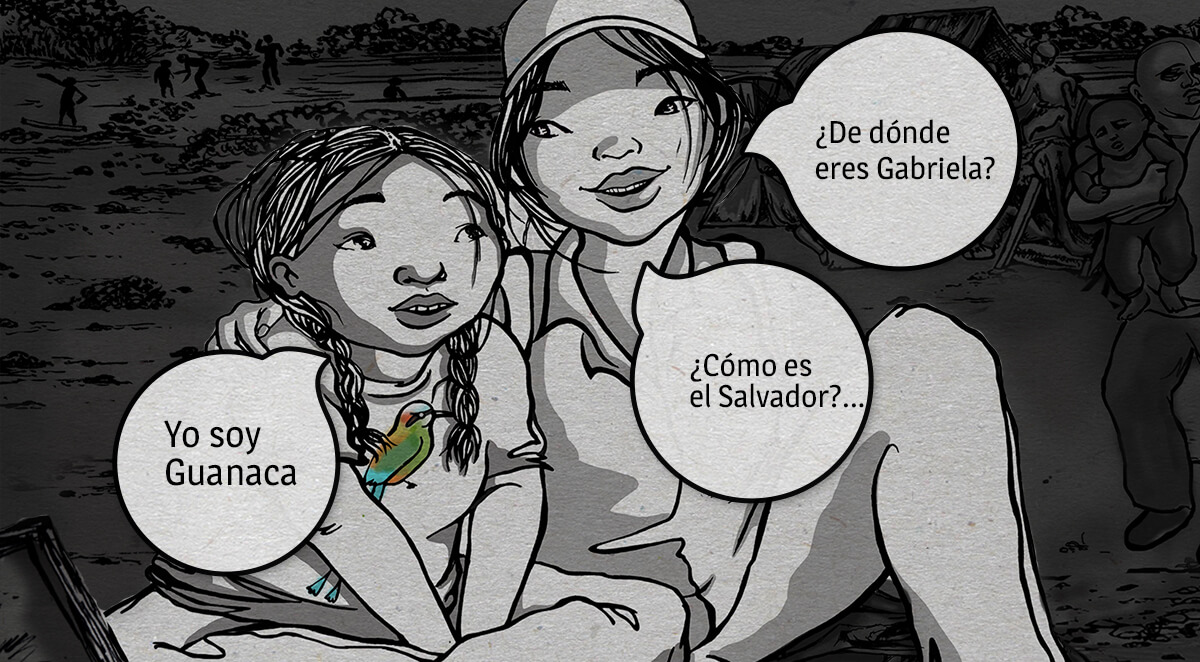 ¿De dónde
eres Gabriela?
Yo soy
Guanaca
¿Cómo es
el Salvador?...